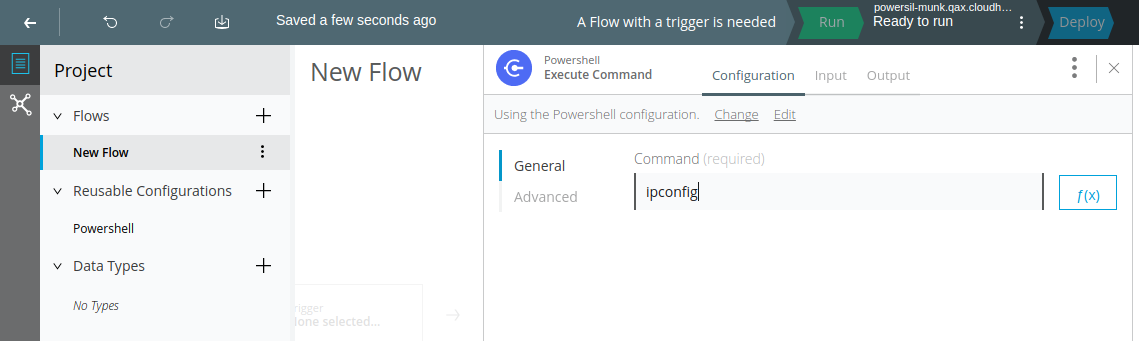 Saved a few seconds ago
A Flow with a trigger is needed
Run
powersil-munk.qax.cloudh...
Ready to run
Deploy
Project
Flows
New Flow
Reusable Configurations
Powershell
Data Types
No Types
New Flow
rigger
lone selected...
Powershell
Execute Command
Configuration
Input
Output
Using the Powershell configuration. Change Edit
General
Advanced
Command (required)
ipconfig
ƒ(x)